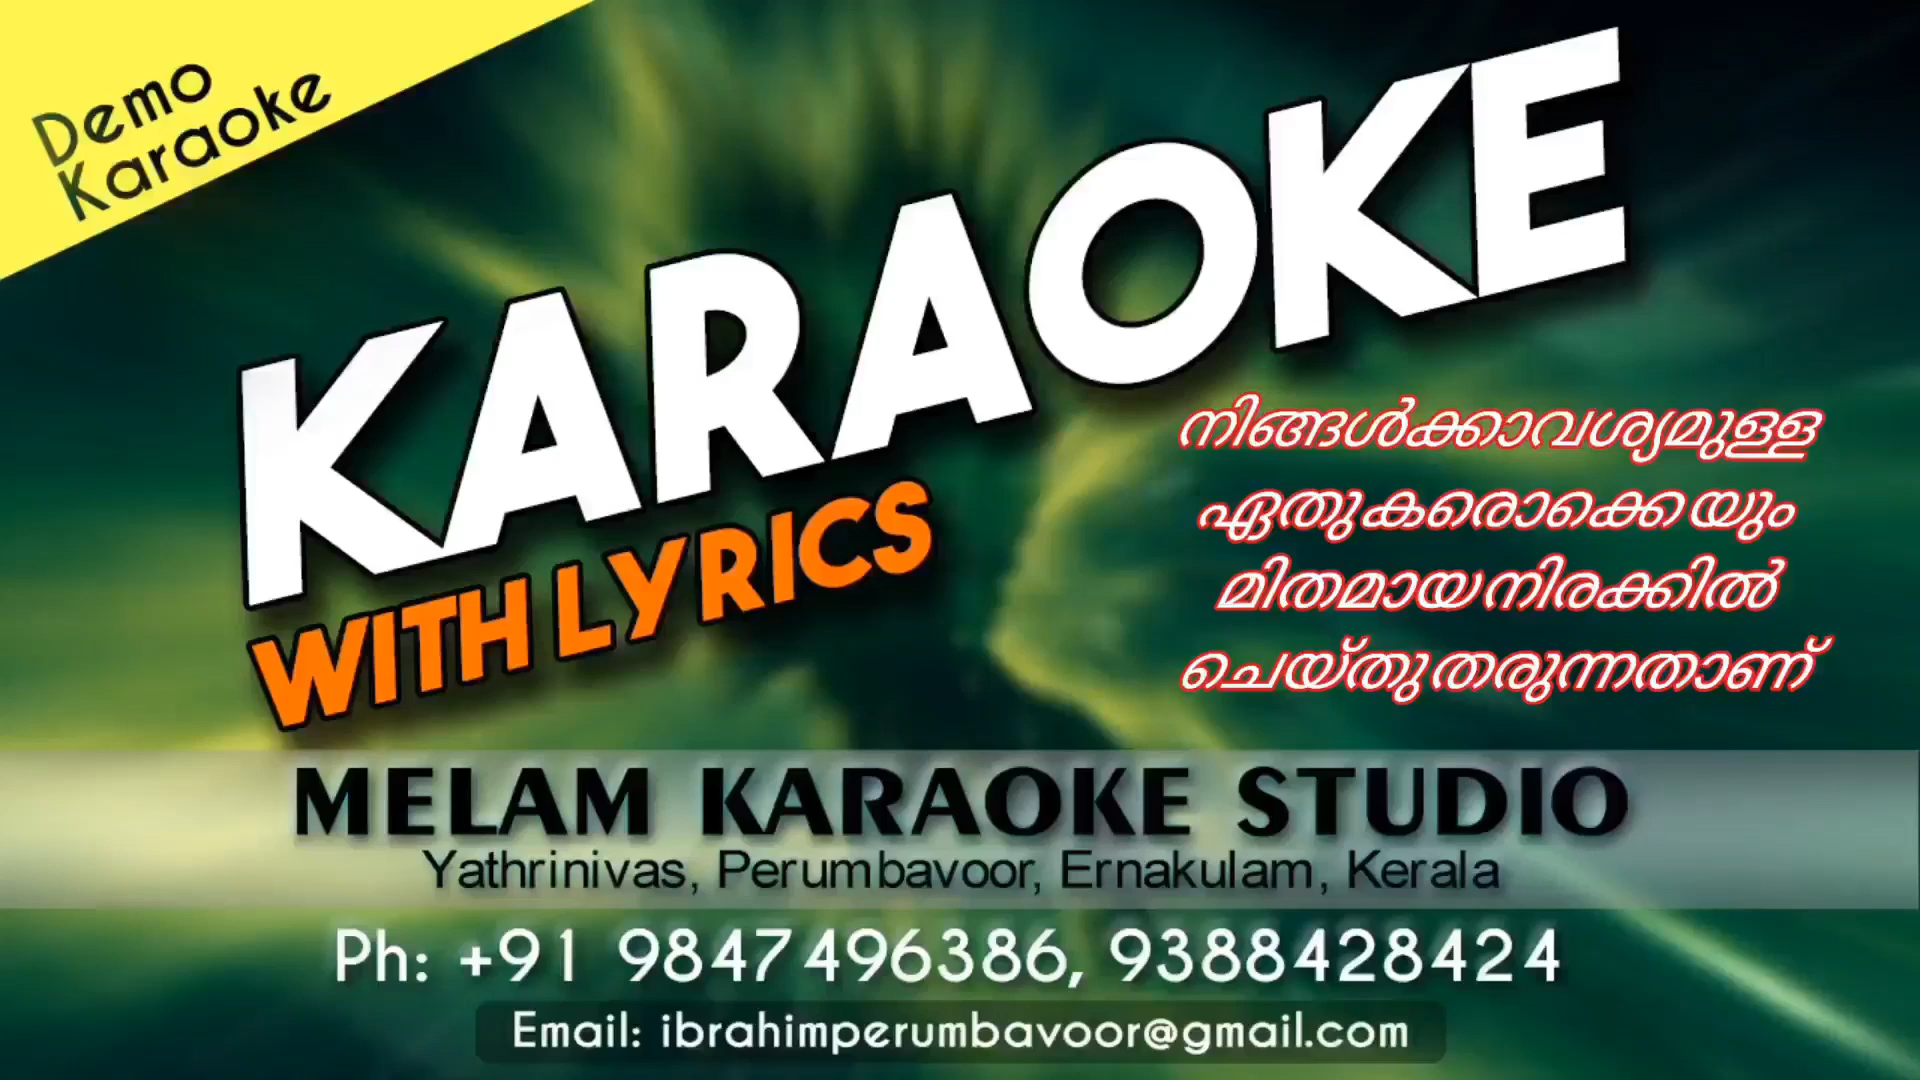 Demo
Karaoke
KARAOKE
WITH LYRICS
നിങ്ങൾക്കാവശ്യമുള്ള
ഏതു കരൊക്കെയും
മിതമായ നിരക്കിൽ
ചെയ്തു തരുന്നതാണ്
MELAM KARAOKE STUDIO
Yathrinivas, Perumbavoor, Ernakulam, Kerala
Ph: +91 9847496386, 9388428424
Email: ibrahimperumbavoor@gmail.com